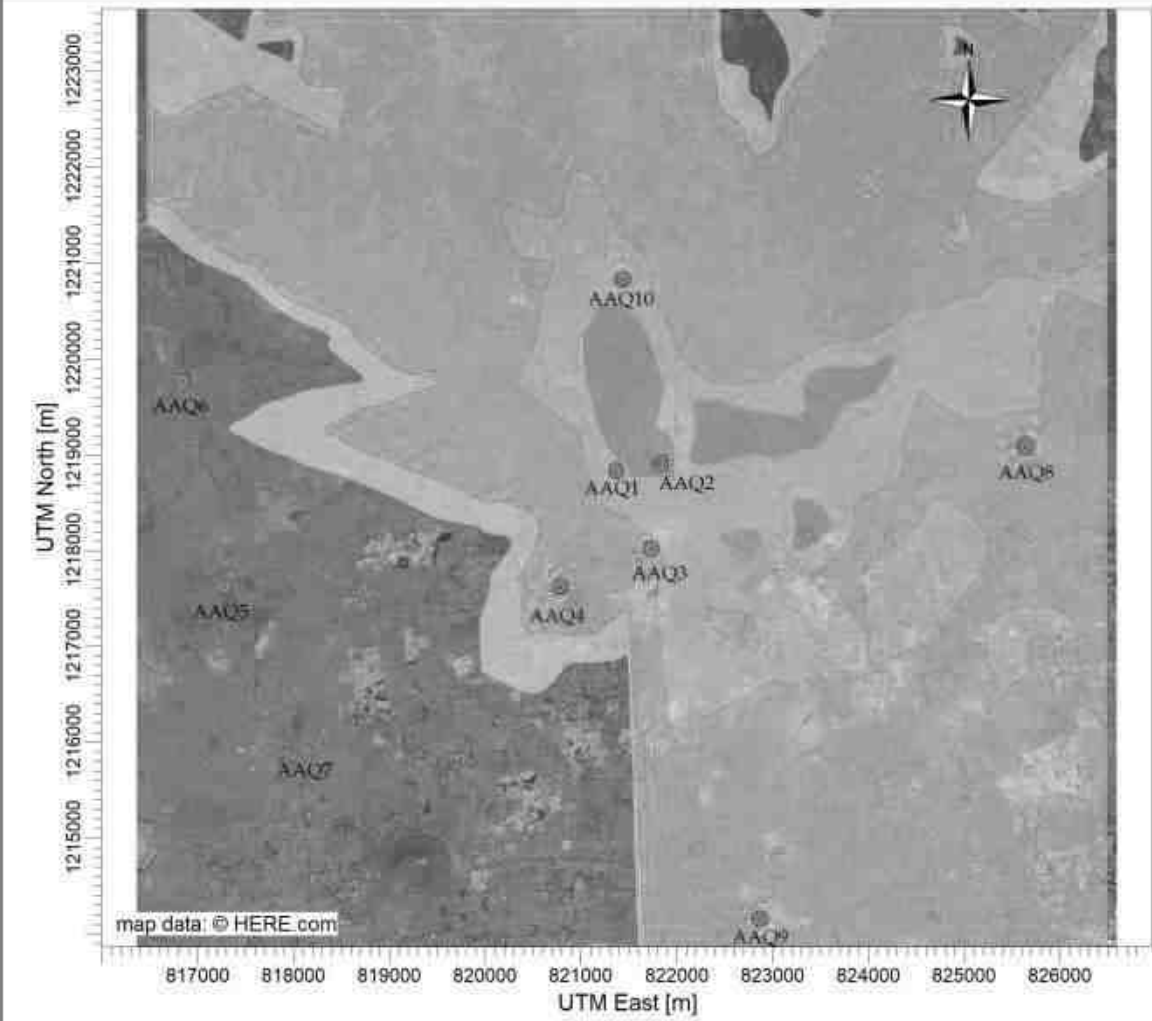 N
1223000
1222000
1221000
1220000
1219000
1218000
1217000
1216000
1215000
UTM North [m]
AAQ10
AAQ6
AAQ1
AAQ2
AAQ8
AAQ3
AAQ4
AAQ5
AAQ7
AAQ9
map data: © HERE.com
817000 818000 819000 820000 821000 822000 823000 824000 825000 826000
UTM East [m]